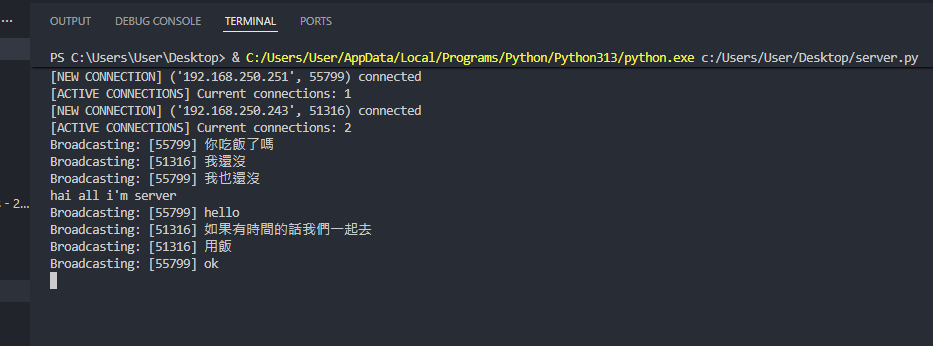 OUTPUT DEBUG CONSOLE TERMINAL PORTS
PS C:\Users\User\Desktop> & C:/Users/User/AppData/Local/Programs/Python/Python313/python.exe c:/Users/User/Desktop/server.py
[NEW CONNECTION] ('192.168.250.251', 55799) connected
[ACTIVE CONNECTIONS] Current connections: 1
[NEW CONNECTION] ('192.168.250.243', 51316) connected
[ACTIVE CONNECTIONS] Current connections: 2
Broadcasting: [55799] 你吃飯了嗎
Broadcasting: [51316] 我還沒
Broadcasting: [55799] 我也還沒
hai all i'm server
Broadcasting: [55799] hello
Broadcasting: [51316] 如果有時間的話我們一起去
Broadcasting: [51316] 用飯
Broadcasting: [55799] ok